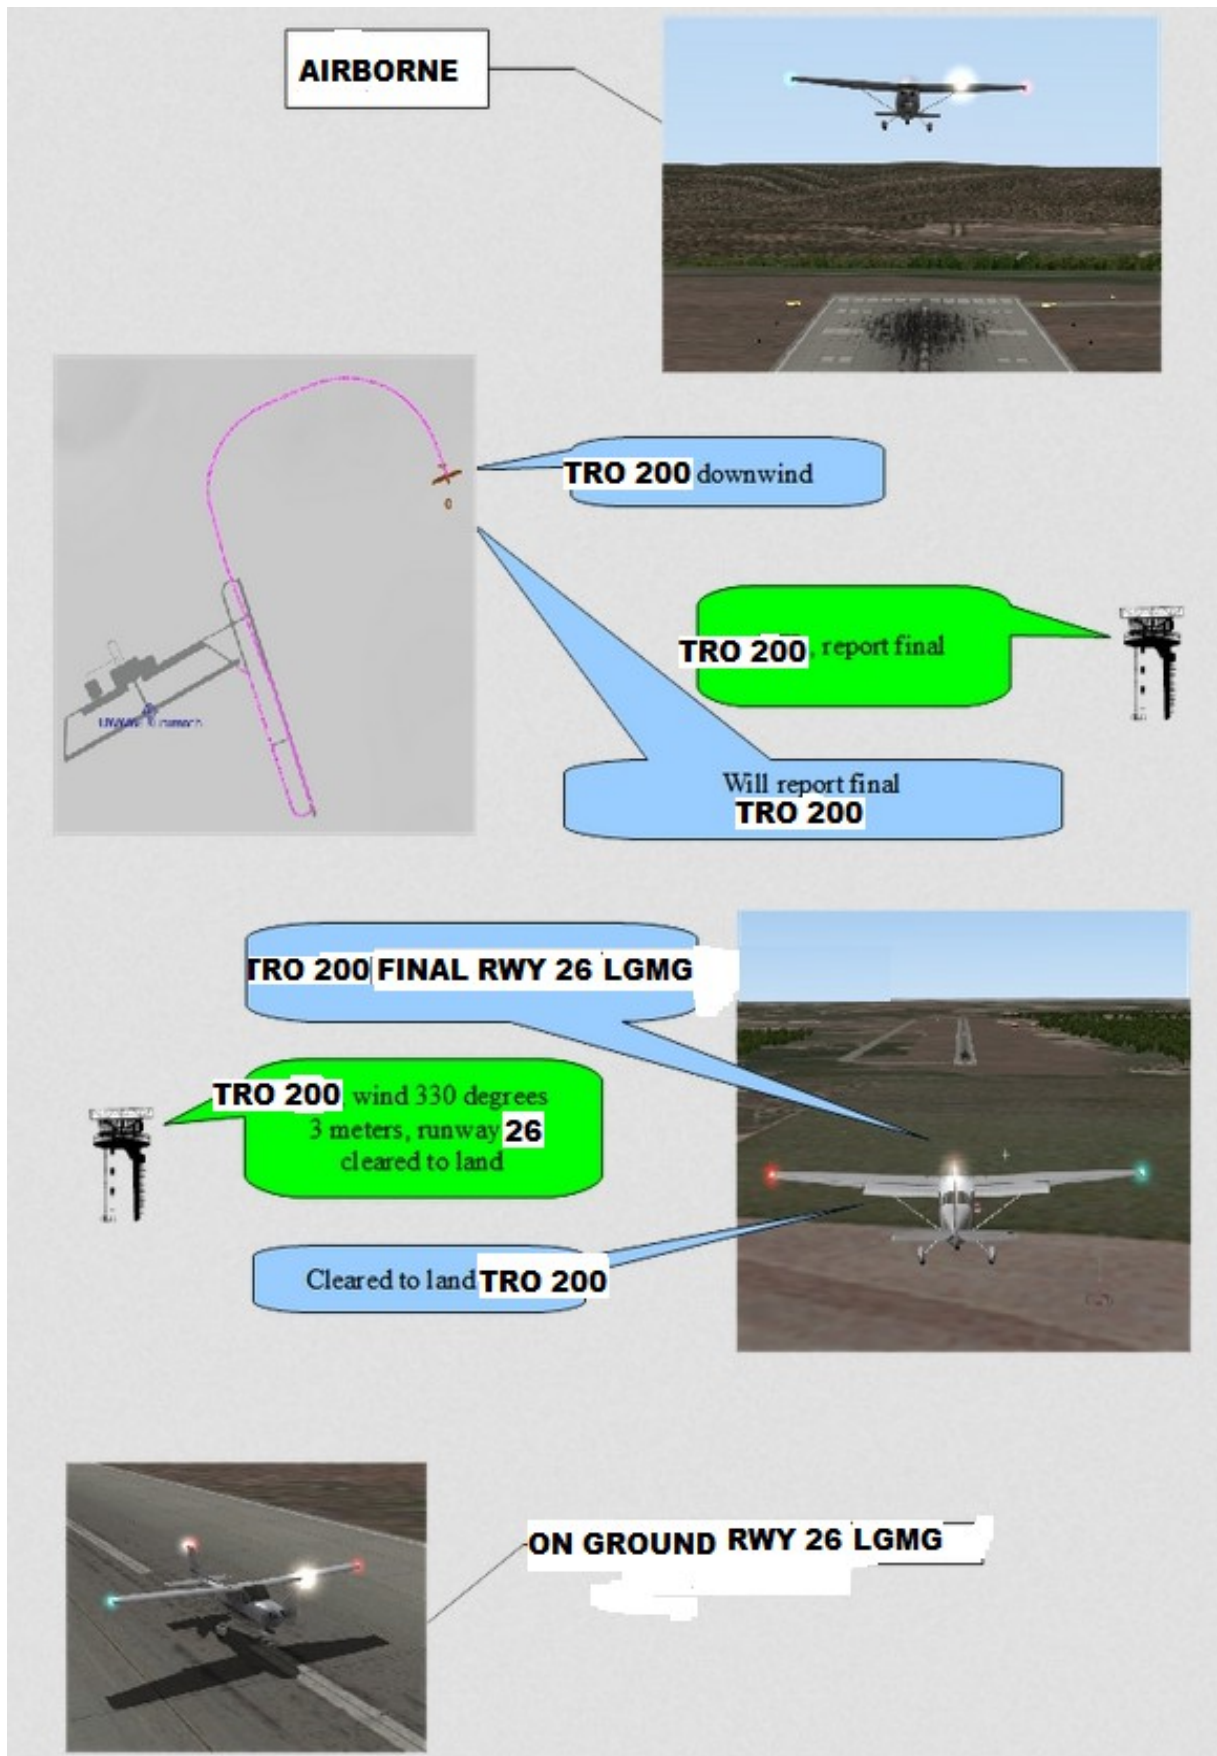 AIRBORNE
TRO 200 downwind
TRO 200, report final
Will report final
TRO 200
TRO 200 FINAL RWY 26 LGMG
TRO 200 wind 330 degrees
3 meters, runway 26
cleared to land
Cleared to land TRO 200
ON GROUND RWY 26 LGMG